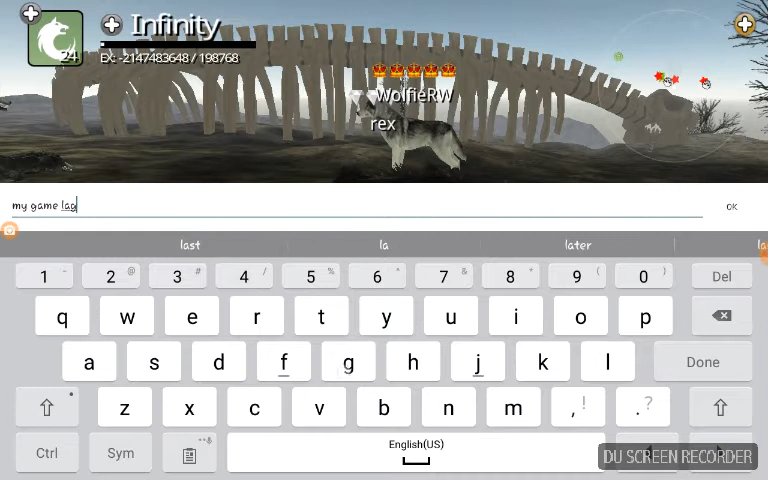 Infinity
24
EX: -2147483648 / 198768
WolfieRW
rex
my game lag
OK
last la later
1 - 2 @ 3 # 4 / 5 % 6 ^ 7 & 8 * 9 ( 0 ) Del
q w e r t y u i o p
a s d f g h j k l Done
z x c v b n m , ! . ?
Ctrl Sym English(US)
DU SCREEN RECORDER